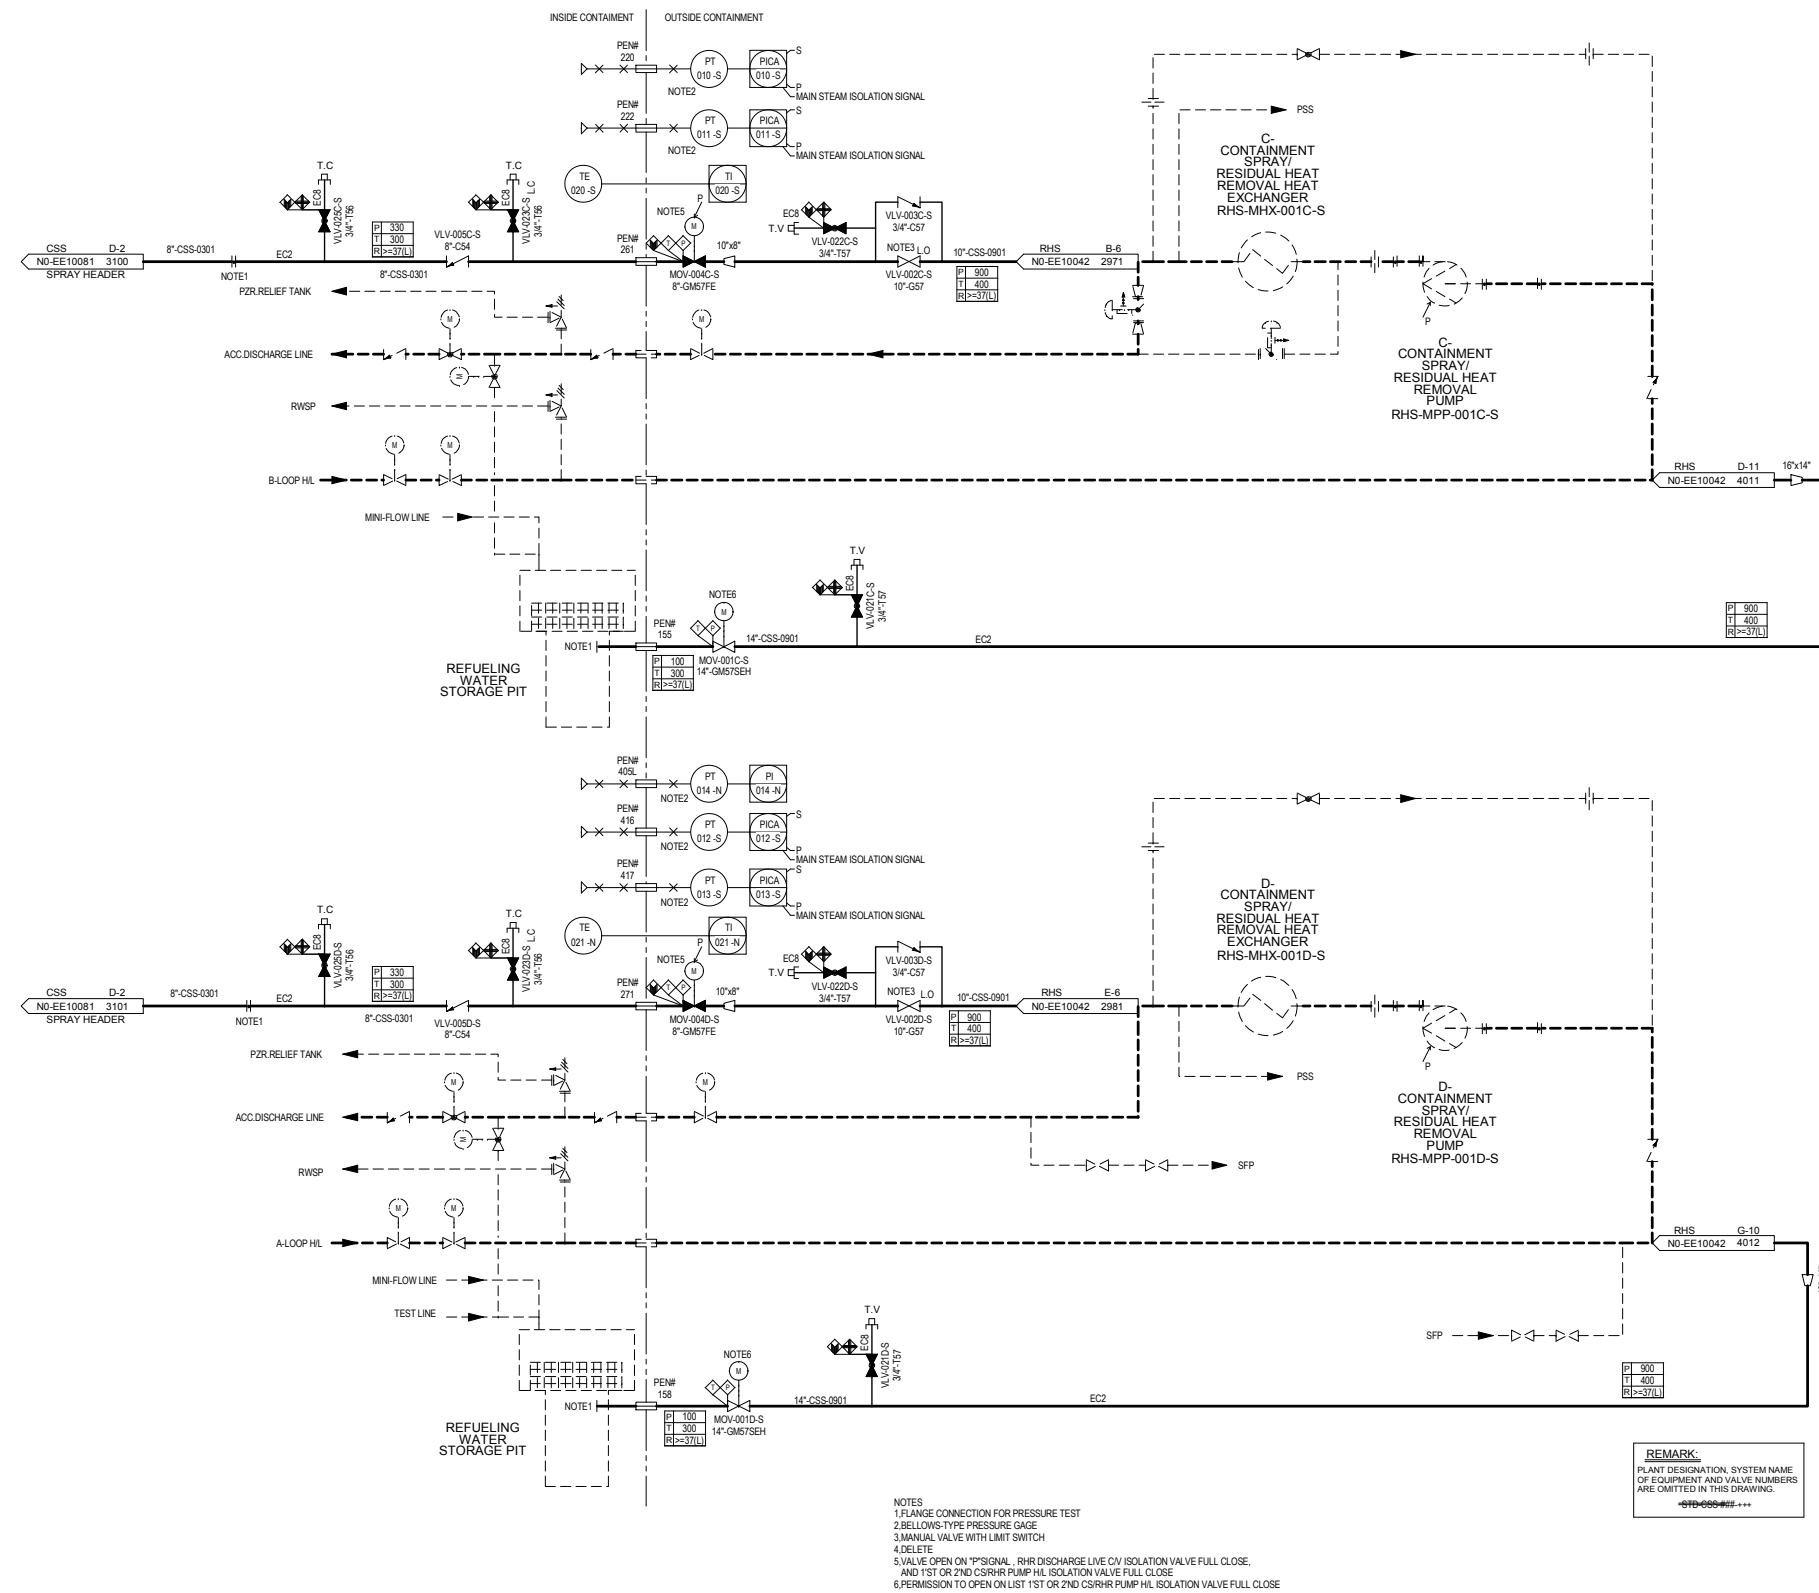 INSIDE CONTAIMENT
OUTSIDE CONTAINMENT
PEN#
220
PT
010 -S
PICA
010 -S
S
P
NOTE2
MAIN STEAM ISOLATION SIGNAL
PEN#
222
PT
011 -S
PICA
011 -S
S
P
NOTE2
MAIN STEAM ISOLATION SIGNAL
PSS
C-
CONTAINMENT
SPRAY/
RESIDUAL HEAT
REMOVAL HEAT
EXCHANGER
RHS-MHX-001C-S
TE
020 -S
TI
020 -S
T.C
EC8
VLV-025C-S
3/4"-T56
T.C
EC8
VLV-023C-S L.C
3/4"-T56
P 330
T 300
R >=37(L)
VLV-005C-S
8"-C54
NOTE5
P
M
T
P
PEN#
261
10"x8"
MOV-004C-S
8"-GM57FE
EC8
T.V
VLV-022C-S
3/4"-T57
VLV-003C-S
3/4"-C57
NOTE3
L.O
VLV-002C-S
10"-G57
10"-CSS-0901
P 900
T 400
R >=37(L)
RHS B-6
N0-EE10042 2971
CSS D-2
N0-EE10081 3100
SPRAY HEADER
8"-CSS-0301
NOTE1
EC2
8"-CSS-0301
PZR.RELIEF TANK
M
M
P
ACC.DISCHARGE LINE
M
C-
CONTAINMENT
SPRAY/
RESIDUAL HEAT
REMOVAL
PUMP
RHS-MPP-001C-S
RWSP
M
M
B-LOOP H/L
RHS D-11
N0-EE10042 4011
16"x14"
MINI-FLOW LINE
T.V
EC8
VLV-021C-S
3/4"-T57
NOTE6
M
T
P
PEN#
155
14"-CSS-0901
EC2
P 900
T 400
R >=37(L)
NOTE1
P 100
T 300
R >=37(L)
MOV-001C-S
14"-GM57SEH
REFUELING
WATER
STORAGE PIT
PEN#
405L
PT
014 -N
PI
014 -N
NOTE2
PEN#
416
PT
012 -S
PICA
012 -S
S
P
NOTE2
MAIN STEAM ISOLATION SIGNAL
PEN#
417
PT
013 -S
PICA
013 -S
S
P
NOTE2
MAIN STEAM ISOLATION SIGNAL
D-
CONTAINMENT
SPRAY/
RESIDUAL HEAT
REMOVAL HEAT
EXCHANGER
RHS-MHX-001D-S
TE
021 -N
TI
021 -N
T.C
EC8
VLV-025D-S
3/4"-T56
T.C
EC8
VLV-023D-S L.C
3/4"-T56
P 330
T 300
R >=37(L)
VLV-005D-S
8"-C54
NOTE5
P
M
T
P
PEN#
271
10"x8"
MOV-004D-S
8"-GM57FE
EC8
T.V
VLV-022D-S
3/4"-T57
VLV-003D-S
3/4"-C57
NOTE3
L.O
VLV-002D-S
10"-G57
10"-CSS-0901
P 900
T 400
R >=37(L)
RHS E-6
N0-EE10042 2981
CSS D-2
N0-EE10081 3101
SPRAY HEADER
8"-CSS-0301
NOTE1
EC2
8"-CSS-0301
PZR.RELIEF TANK
M
M
P
PSS
ACC.DISCHARGE LINE
M
D-
CONTAINMENT
SPRAY/
RESIDUAL HEAT
REMOVAL
PUMP
RHS-MPP-001D-S
RWSP
SFP
M
M
A-LOOP H/L
RHS G-10
N0-EE10042 4012
MINI-FLOW LINE
TEST LINE
T.V
EC8
VLV-021D-S
3/4"-T57
SFP
NOTE6
M
T
P
PEN#
158
14"-CSS-0901
EC2
P 900
T 400
R >=37(L)
NOTE1
P 100
T 300
R >=37(L)
MOV-001D-S
14"-GM57SEH
REFUELING
WATER
STORAGE PIT
REMARK:
PLANT DESIGNATION, SYSTEM NAME
OF EQUIPMENT AND VALVE NUMBERS
ARE OMITTED IN THIS DRAWING.
STD-CSS-###-+++
NOTES
1,FLANGE CONNECTION FOR PRESSURE TEST
2,BELLOWS-TYPE PRESSURE GAGE
3,MANUAL VALVE WITH LIMIT SWITCH
4,DELETE
5,VALVE OPEN ON "P"SIGNAL , RHR DISCHARGE LIVE C/V ISOLATION VALVE FULL CLOSE,
AND 1'ST OR 2'ND CS/RHR PUMP H/L ISOLATION VALVE FULL CLOSE
6,PERMISSION TO OPEN ON LIST 1'ST OR 2'ND CS/RHR PUMP H/L ISOLATION VALVE FULL CLOSE